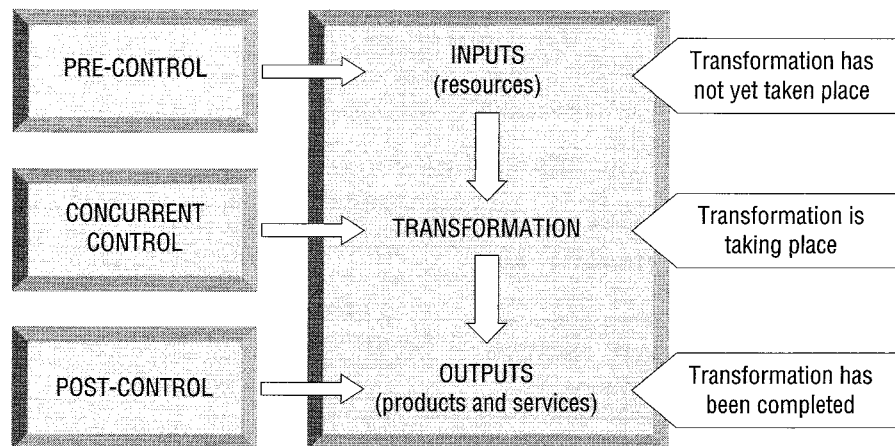 PRE-CONTROL
INPUTS
(resources)
Transformation has
not yet taken place
CONCURRENT
CONTROL
TRANSFORMATION
Transformation is
taking place
POST-CONTROL
OUTPUTS
(products and services)
Transformation has
been completed